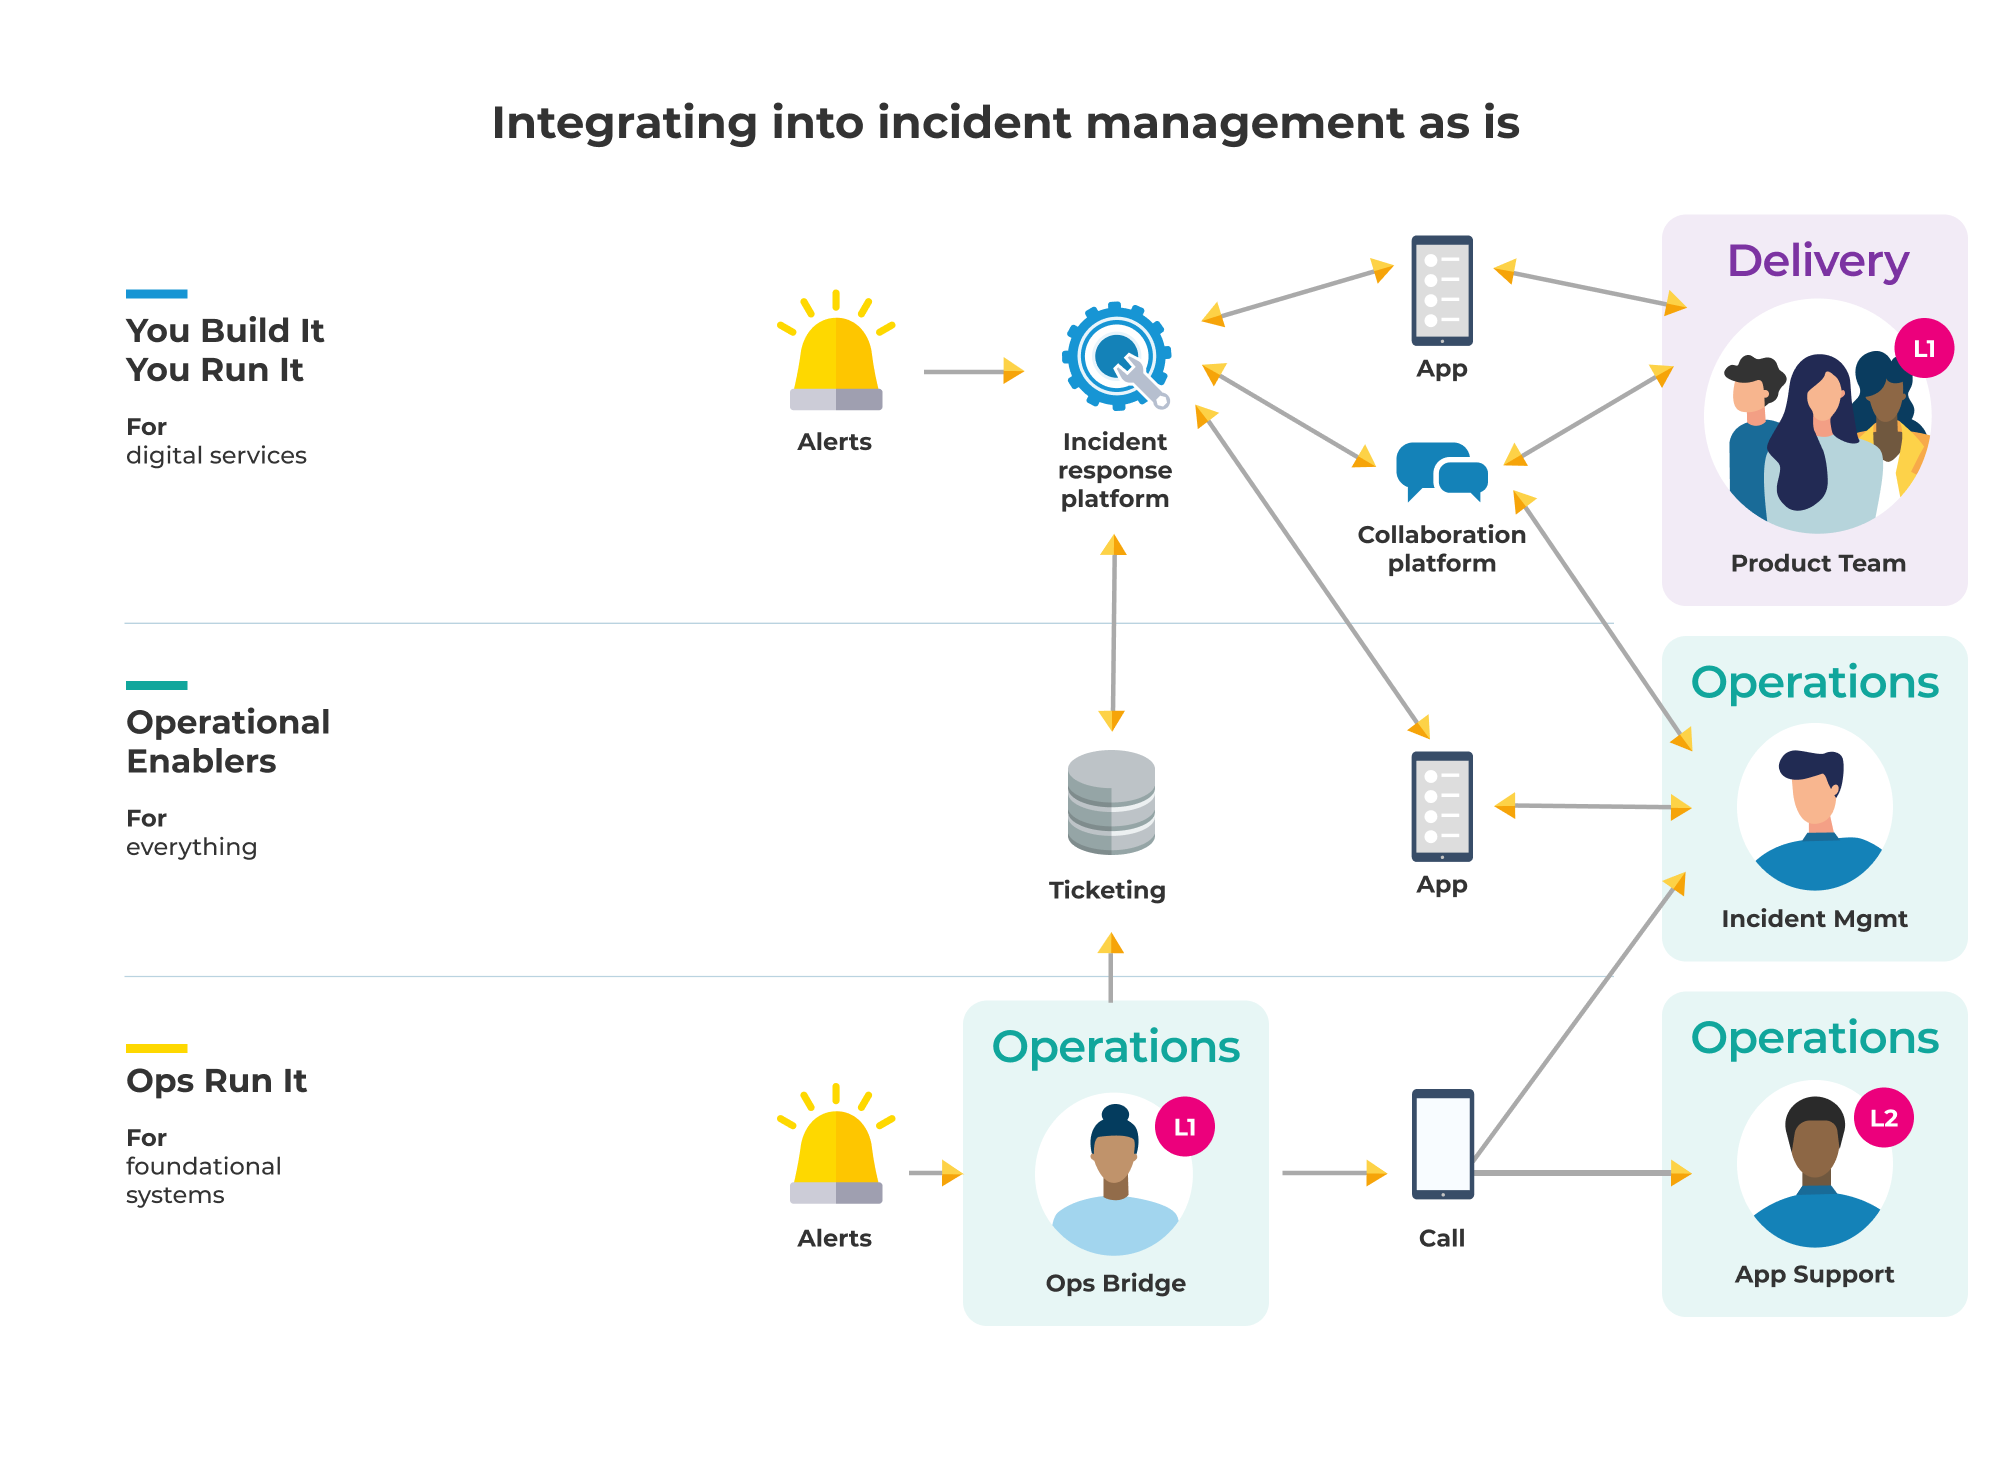 Integrating into incident management as is
You Build It
You Run It
For
digital services
Alerts
Incident
response
platform
App
Collaboration
platform
Delivery
L1
Product Team
Operational
Enablers
For
everything
Ticketing
App
Operations
Incident Mgmt
Ops Run It
For
foundational
systems
Alerts
Operations
L1
Ops Bridge
Call
Operations
L2
App Support